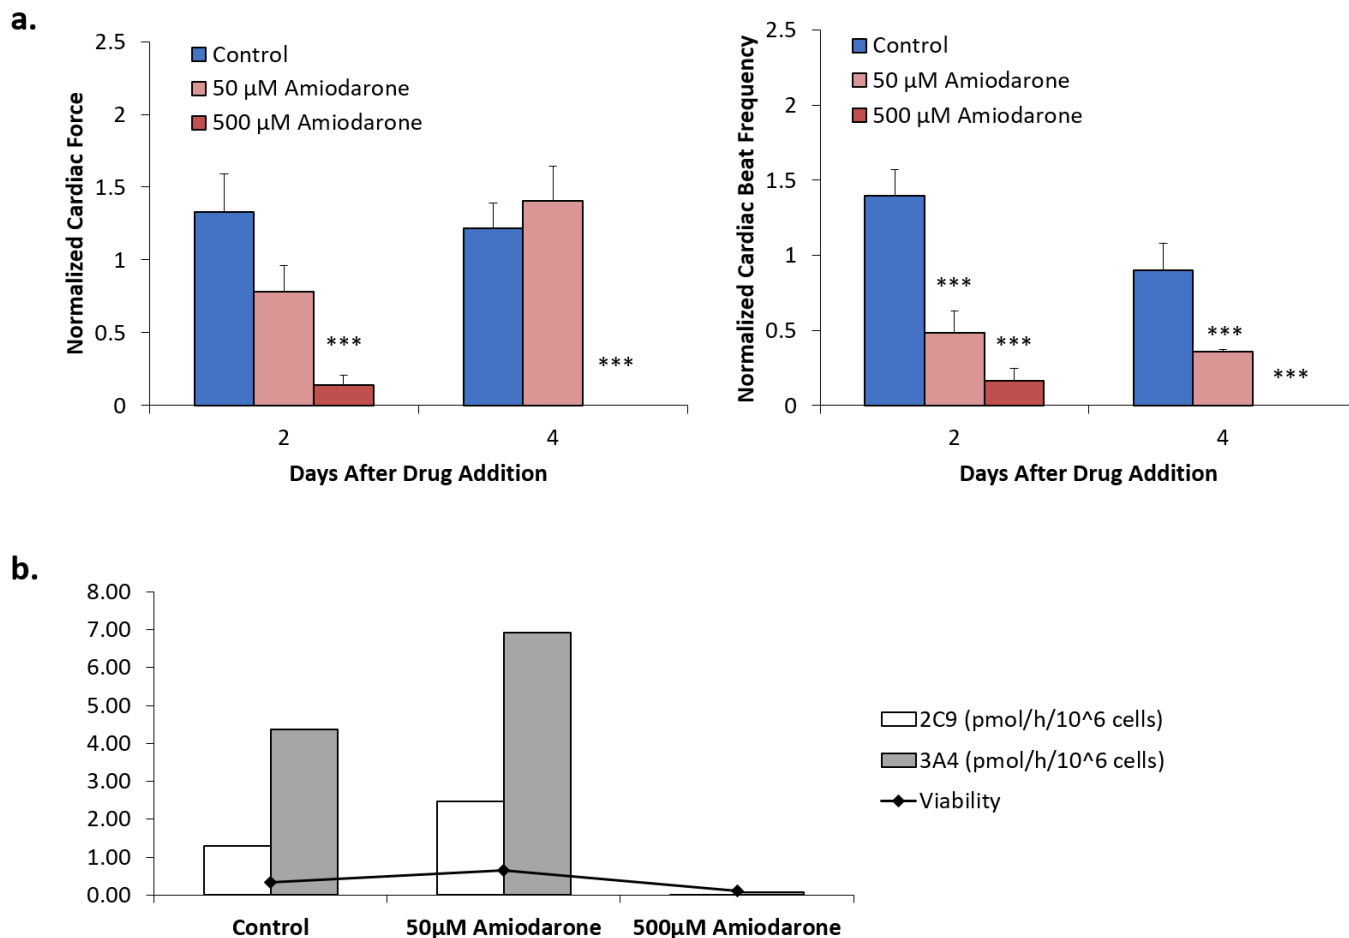 a.
Normalized Cardiac Force
2.5
2
1.5
1
0.5
0
Control
50 µM Amiodarone
500 µM Amiodarone
***
***
2
4
Days After Drug Addition
Normalized Cardiac Beat Frequency
2.5
2
1.5
1
0.5
0
Control
50 µM Amiodarone
500 µM Amiodarone
***
***
***
***
2
4
Days After Drug Addition
b.
8.00
7.00
6.00
5.00
4.00
3.00
2.00
1.00
0.00
Control
50µM Amiodarone
500µM Amiodarone
2C9 (pmol/h/10^6 cells)
3A4 (pmol/h/10^6 cells)
Viability